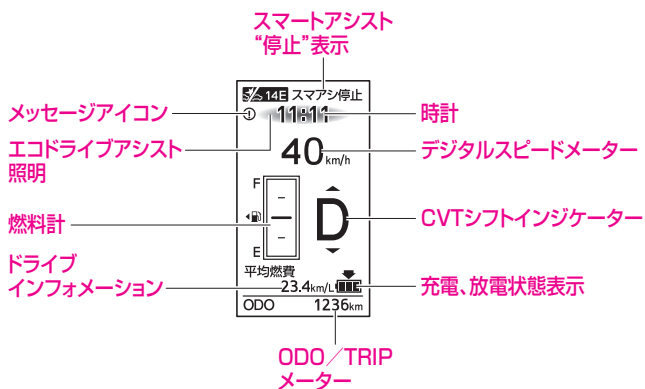 スマートアシスト
“停止”表示
14E スマアシ停止
メッセージアイコン
11:11
時計
エコドライブアシスト
照明
40km/h
デジタルスピードメーター
F
燃料計
D
CVTシフトインジケーター
E
ドライブ
インフォメーション
平均燃費
23.4km/L
充電、放電状態表示
ODO 1236km
ODO／TRIP
メーター